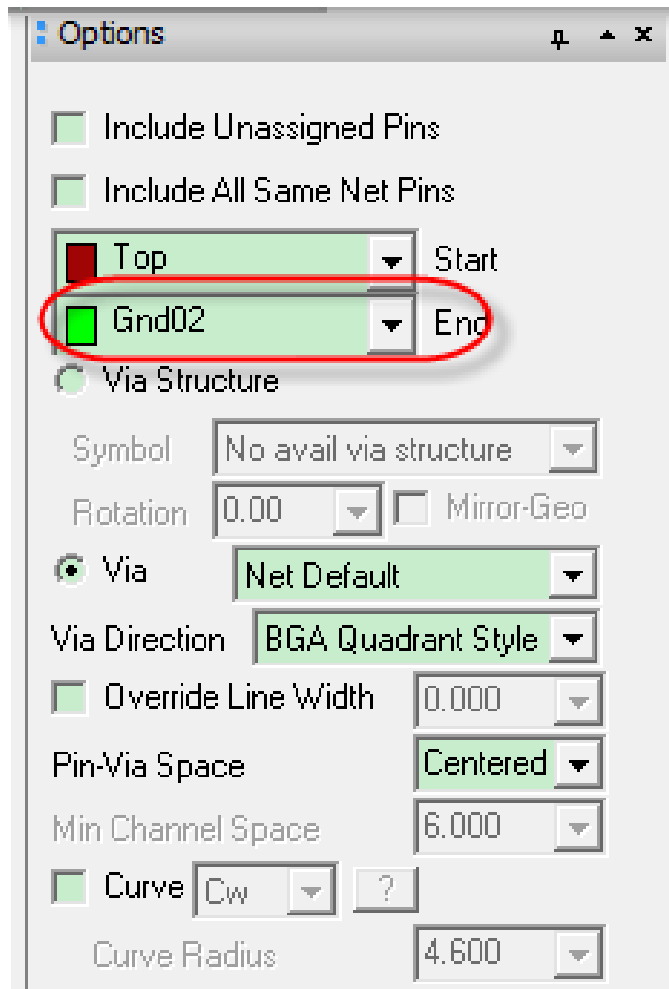 Options
Include Unassigned Pins
Include All Same Net Pins
Top Start
Gnd02 End
Via Structure
Symbol No avail via structure
Rotation 0.00 Mirror-Geo
Via Net Default
Via Direction BGA Quadrant Style
Override Line Width 0.000
Pin-Via Space Centered
Min Channel Space 6.000
Curve Cw ?
Curve Radius 4.600